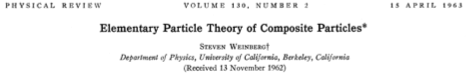 PHYSICAL REVIEW VOLUME 130, NUMBER 2 15 APRIL 1963
Elementary Particle Theory of Composite Particles*
STEVEN WEINBERG†
Department of Physics, University of California, Berkeley, California
(Received 13 November 1962)